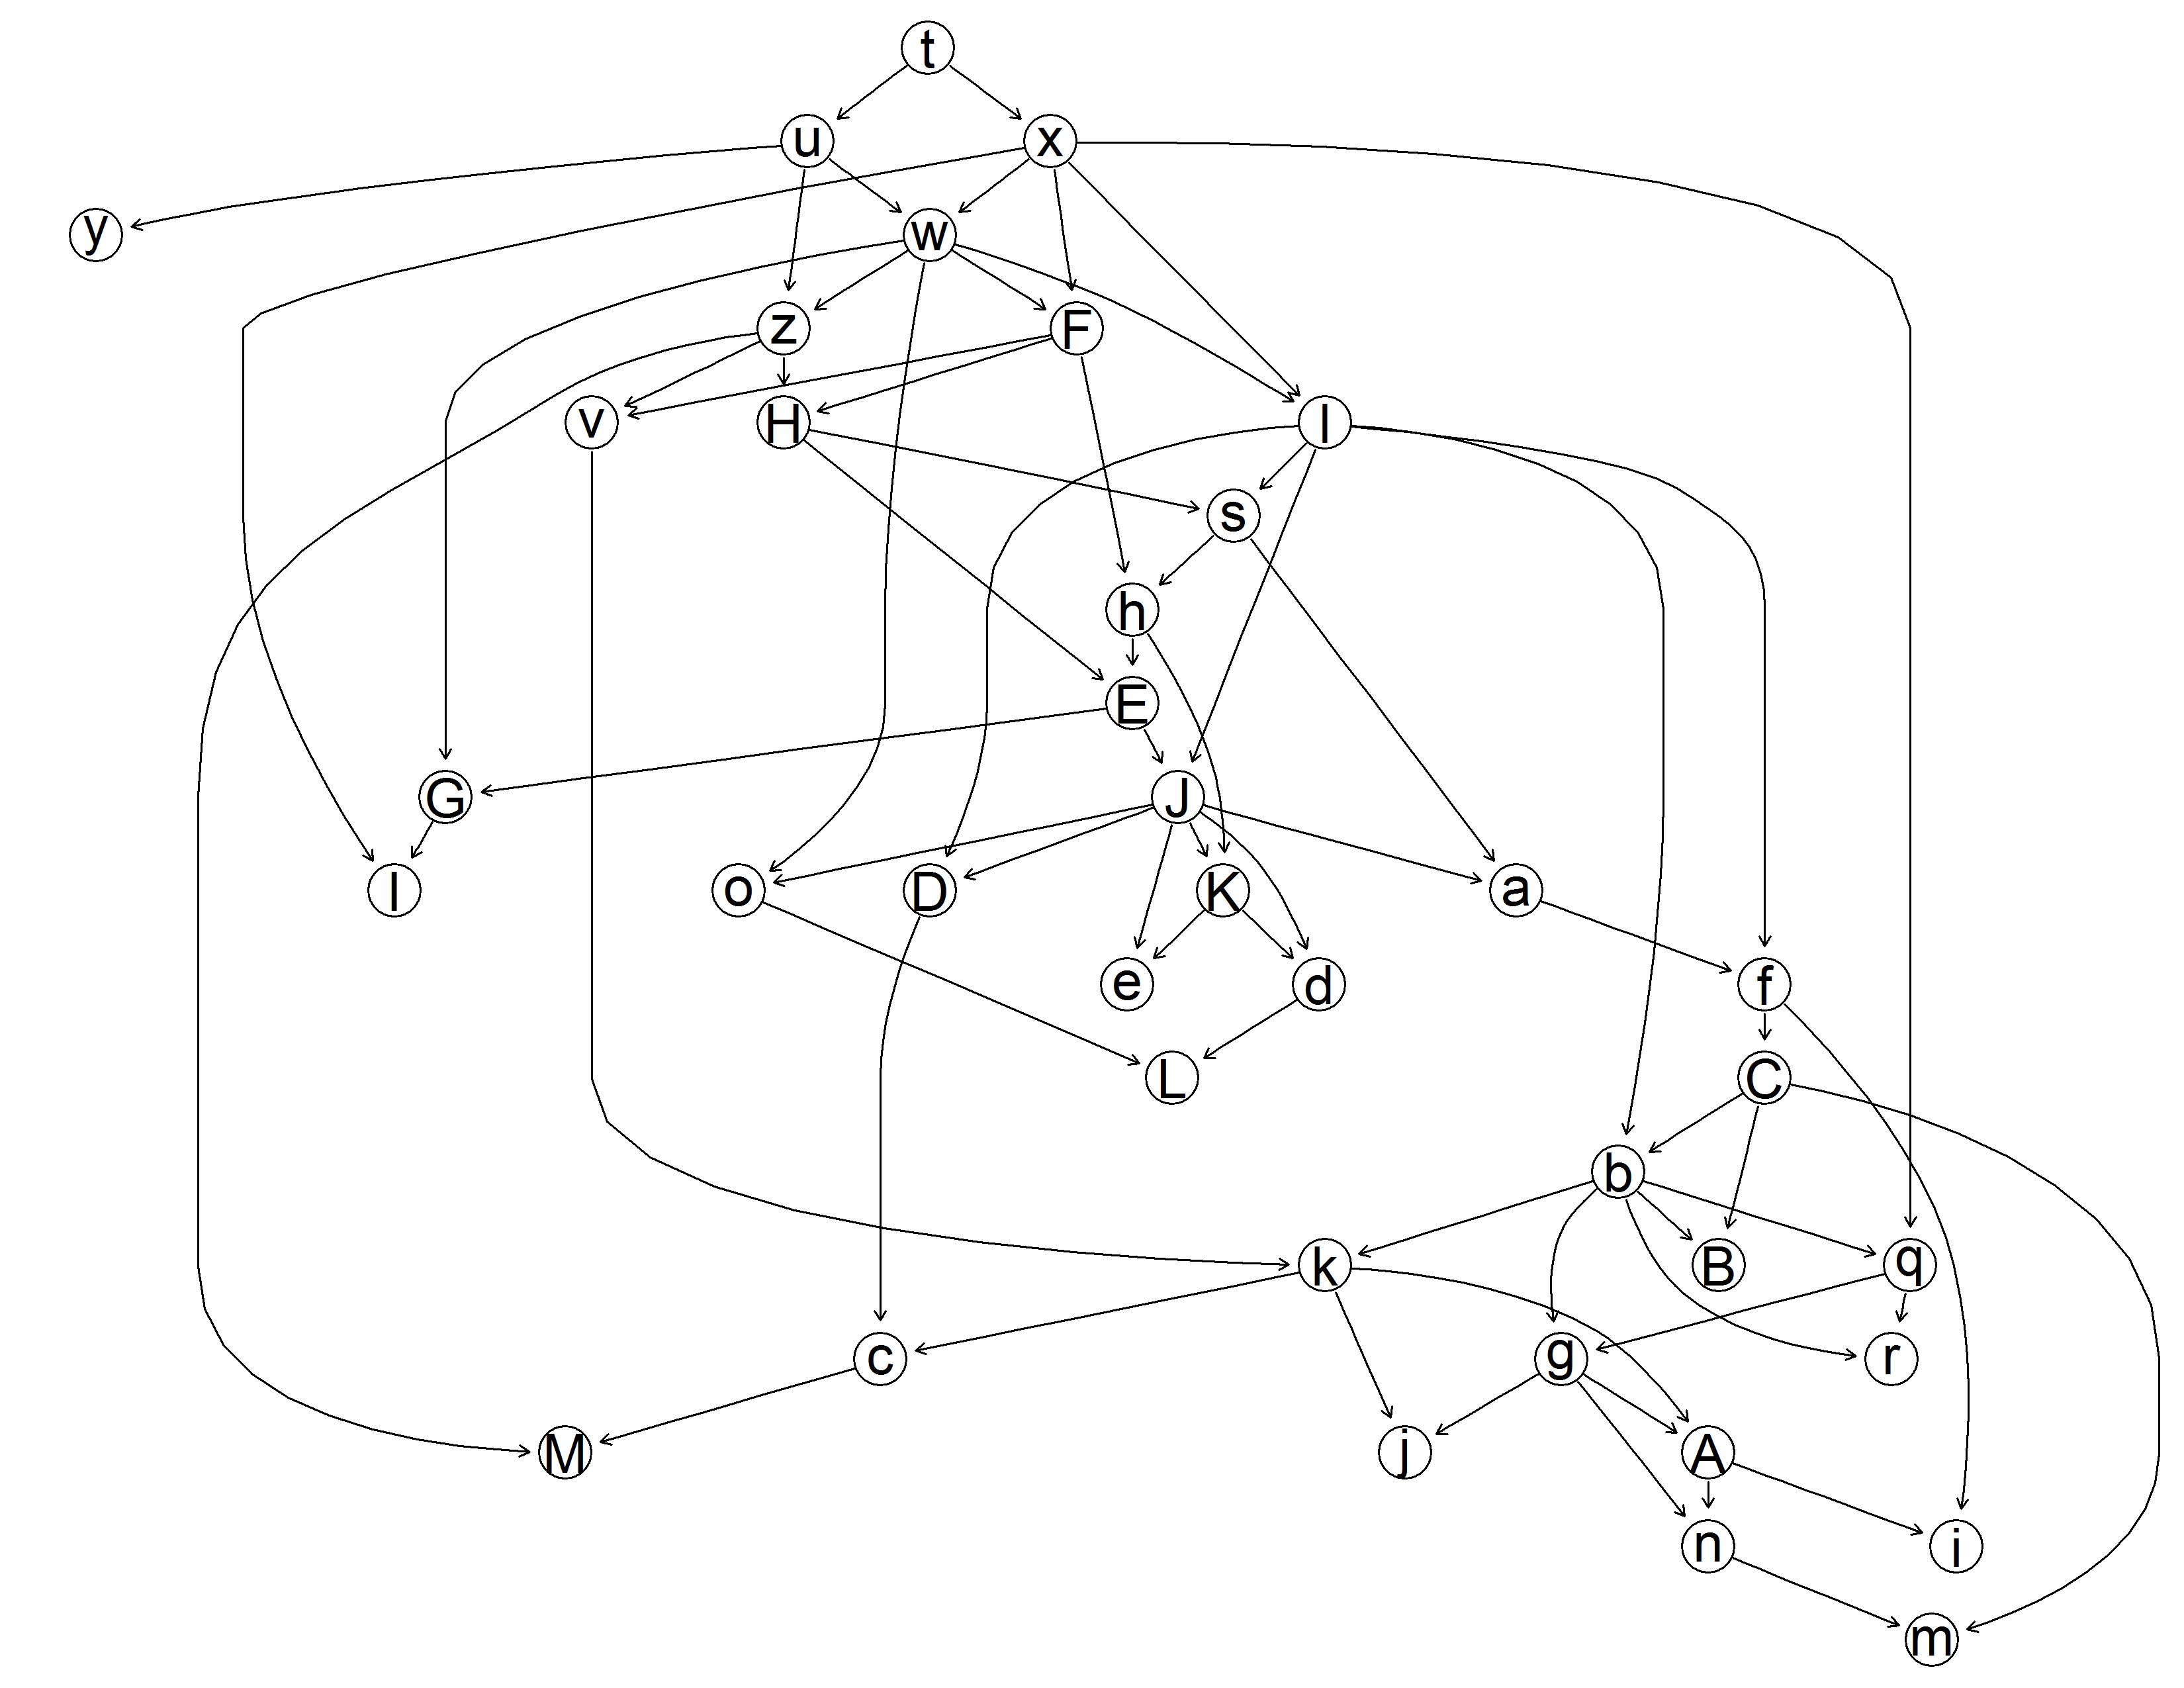 t
u x
y w
z F
v H l
s
h
E
G J
I o D K a
e d f
L C
b
k B q
c g r
M j A
n i
m